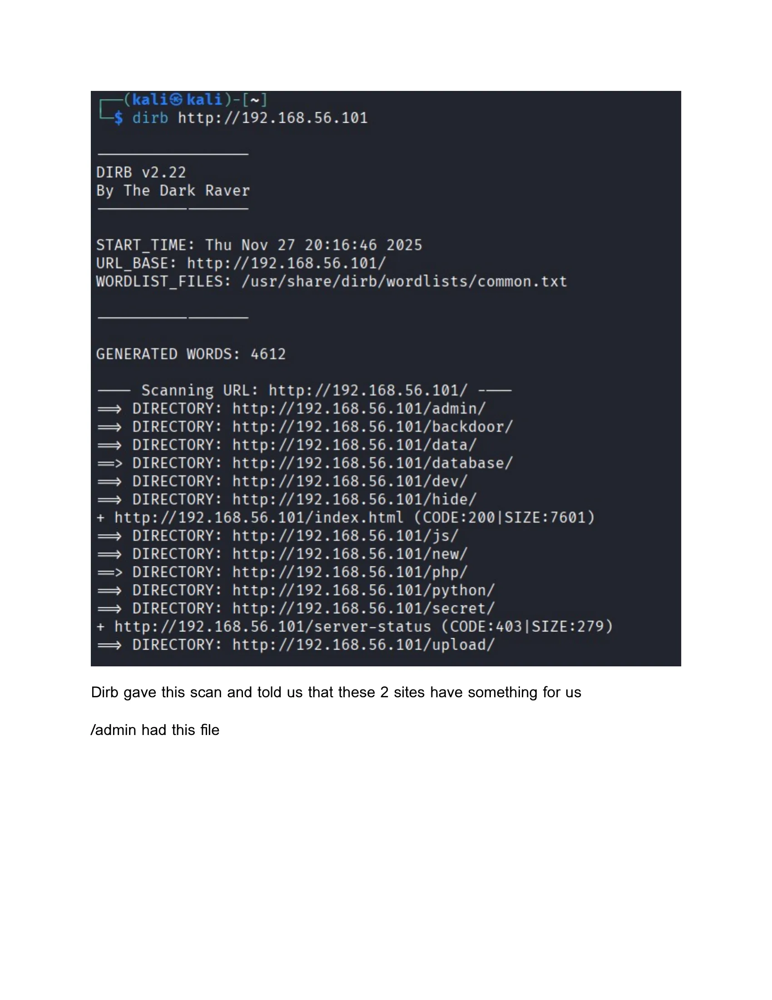 ┌──(kali㉿kali)-[~]
└─$ dirb http://192.168.56.101
DIRB v2.22
By The Dark Raver
START_TIME: Thu Nov 27 20:16:46 2025
URL_BASE: http://192.168.56.101/
WORDLIST_FILES: /usr/share/dirb/wordlists/common.txt
GENERATED WORDS: 4612
---- Scanning URL: http://192.168.56.101/ ----
==> DIRECTORY: http://192.168.56.101/admin/
==> DIRECTORY: http://192.168.56.101/backdoor/
==> DIRECTORY: http://192.168.56.101/data/
==> DIRECTORY: http://192.168.56.101/database/
==> DIRECTORY: http://192.168.56.101/dev/
==> DIRECTORY: http://192.168.56.101/hide/
+ http://192.168.56.101/index.html (CODE:200|SIZE:7601)
==> DIRECTORY: http://192.168.56.101/js/
==> DIRECTORY: http://192.168.56.101/new/
==> DIRECTORY: http://192.168.56.101/php/
==> DIRECTORY: http://192.168.56.101/python/
==> DIRECTORY: http://192.168.56.101/secret/
+ http://192.168.56.101/server-status (CODE:403|SIZE:279)
==> DIRECTORY: http://192.168.56.101/upload/
Dirb gave this scan and told us that these 2 sites have something for us
/admin had this file